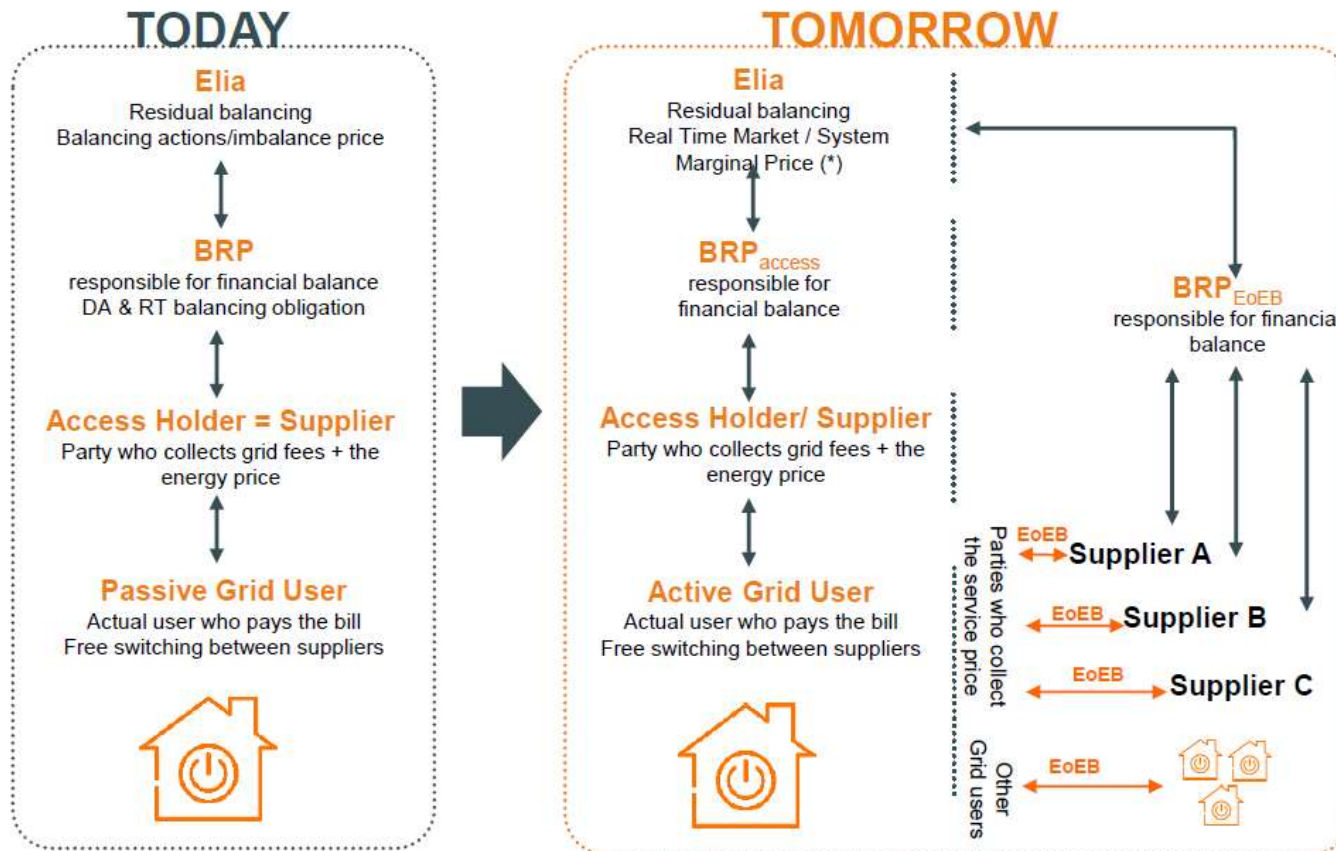 TODAY
Elia
Residual balancing
Balancing actions/imbalance price
BRP
responsible for financial balance
DA & RT balancing obligation
Access Holder = Supplier
Party who collects grid fees + the
energy price
Passive Grid User
Actual user who pays the bill
Free switching between suppliers
TOMORROW
Elia
Residual balancing
Real Time Market / System
Marginal Price (*)
BRP access
responsible for
financial balance
Access Holder/ Supplier
Party who collects grid fees + the
energy price
Active Grid User
Actual user who pays the bill
Free switching between suppliers
BRP EoEB
responsible for financial
balance
Parties who collect
the service price
EoEB
Supplier A
EoEB
Supplier B
EoEB
Supplier C
Other
Grid users
EoEB